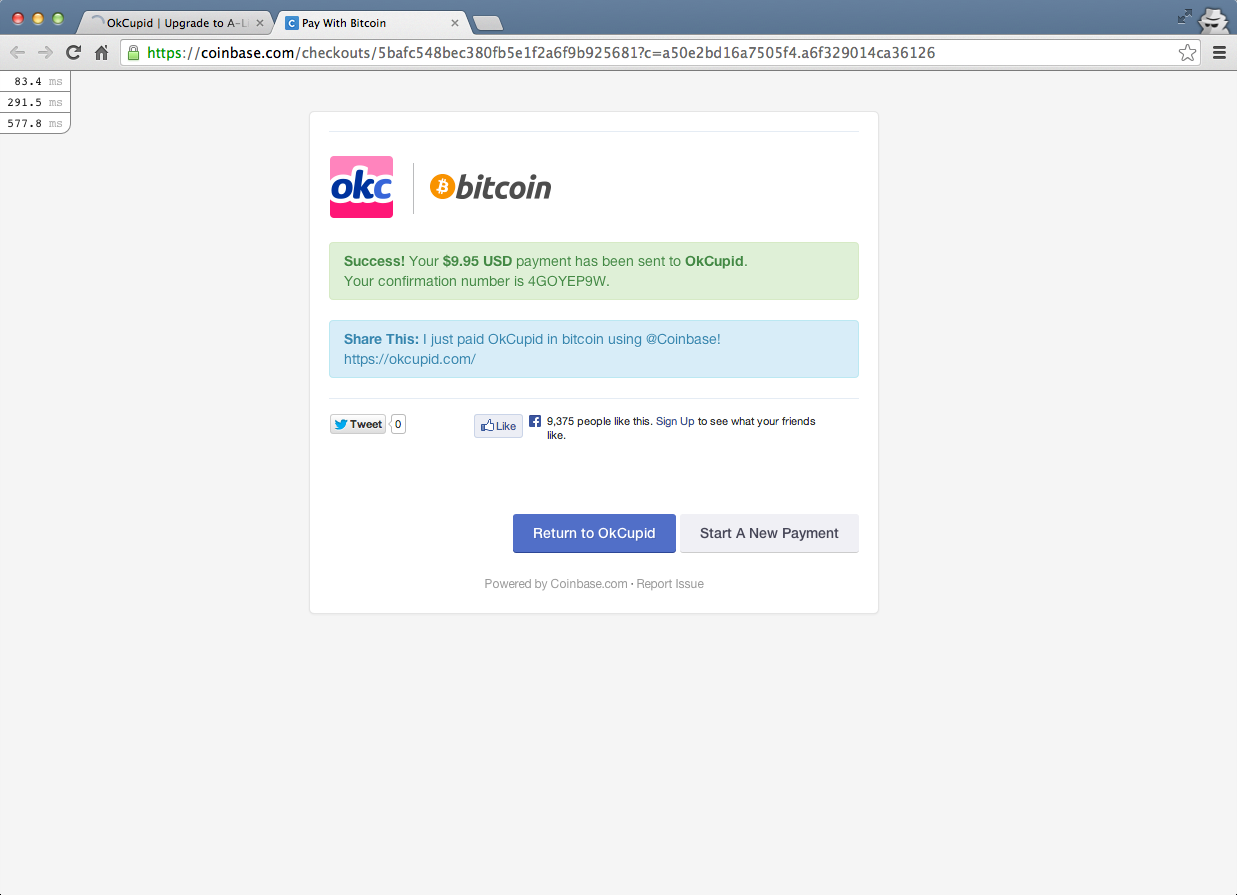 OkCupid | Upgrade to A-Li
Pay With Bitcoin
https://coinbase.com/checkouts/5bafc548bec380fb5e1f2a6f9b925681?c=a50e2bd16a7505f4.a6f329014ca36126
83.4 ms
291.5 ms
577.8 ms
okc
bitcoin
Success! Your $9.95 USD payment has been sent to OkCupid.
Your confirmation number is 4GOYEP9W.
Share This: I just paid OkCupid in bitcoin using @Coinbase!
https://okcupid.com/
Tweet 0
Like
9,375 people like this. Sign Up to see what your friends
like.
Return to OkCupid
Start A New Payment
Powered by Coinbase.com · Report Issue